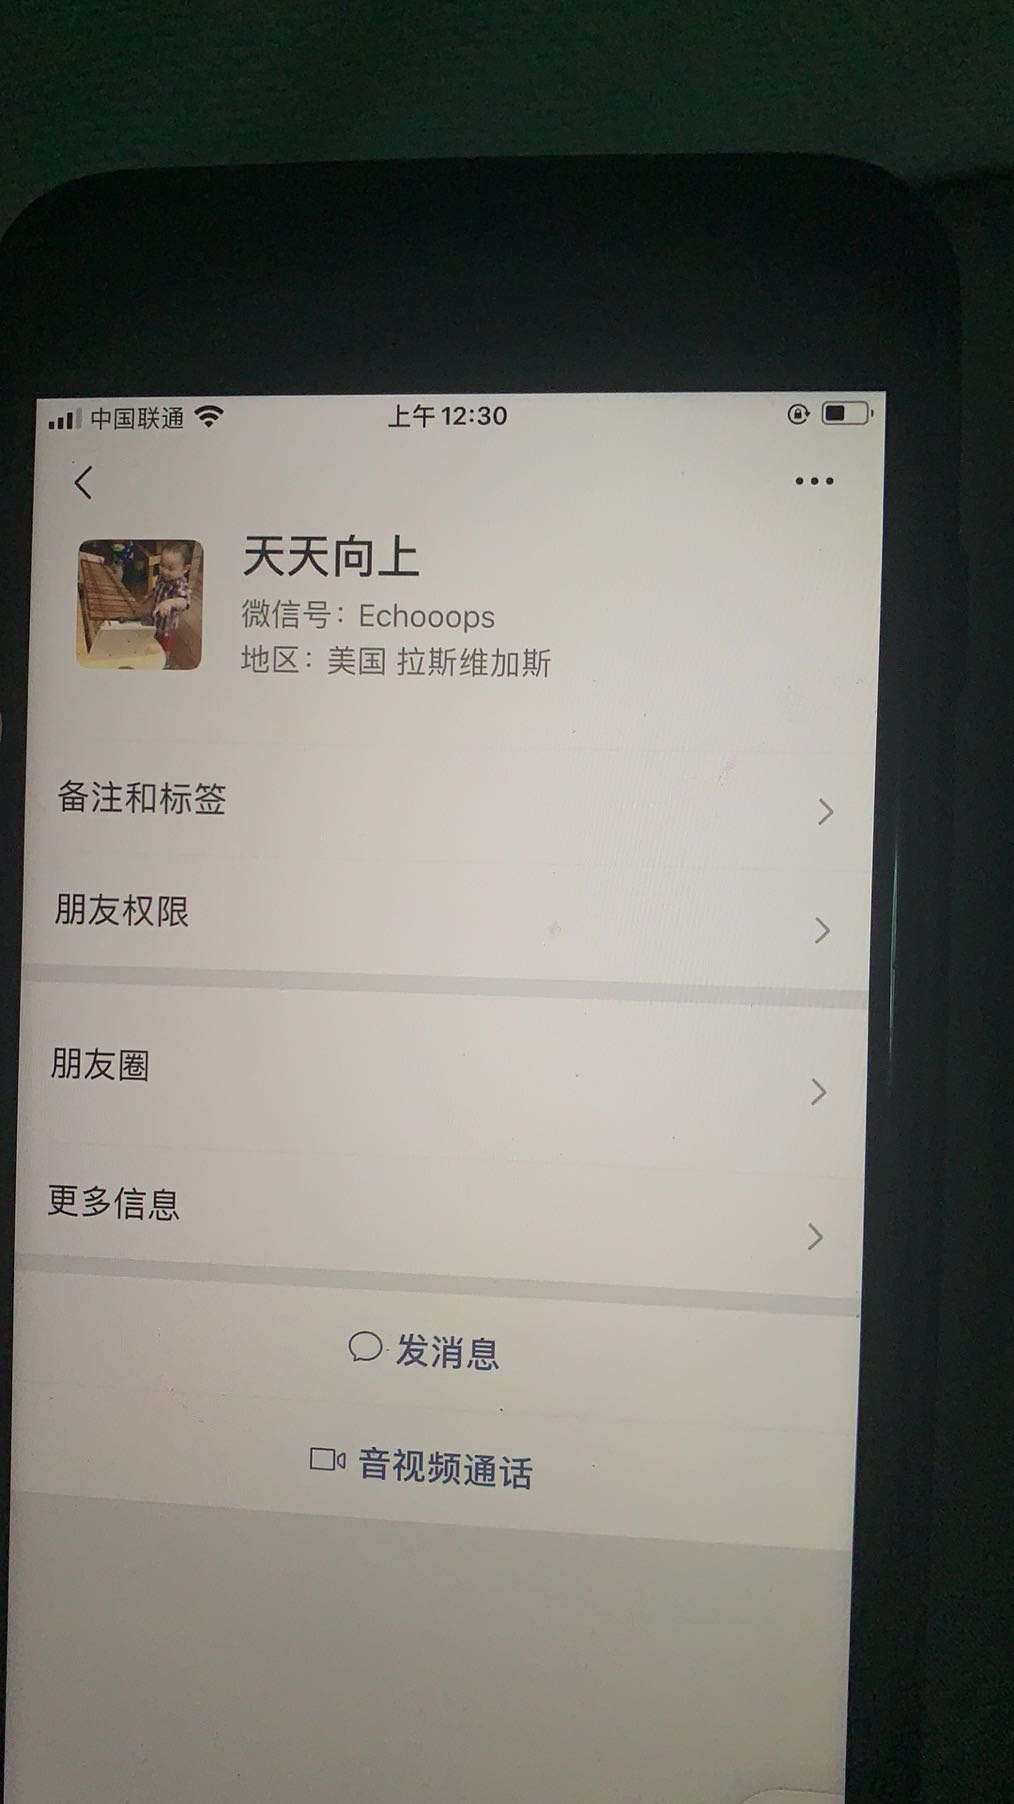 中国联通
上午12:30
天天向上
微信号：Echooops
地区：美国 拉斯维加斯
备注和标签
朋友权限
朋友圈
更多信息
发消息
音视频通话